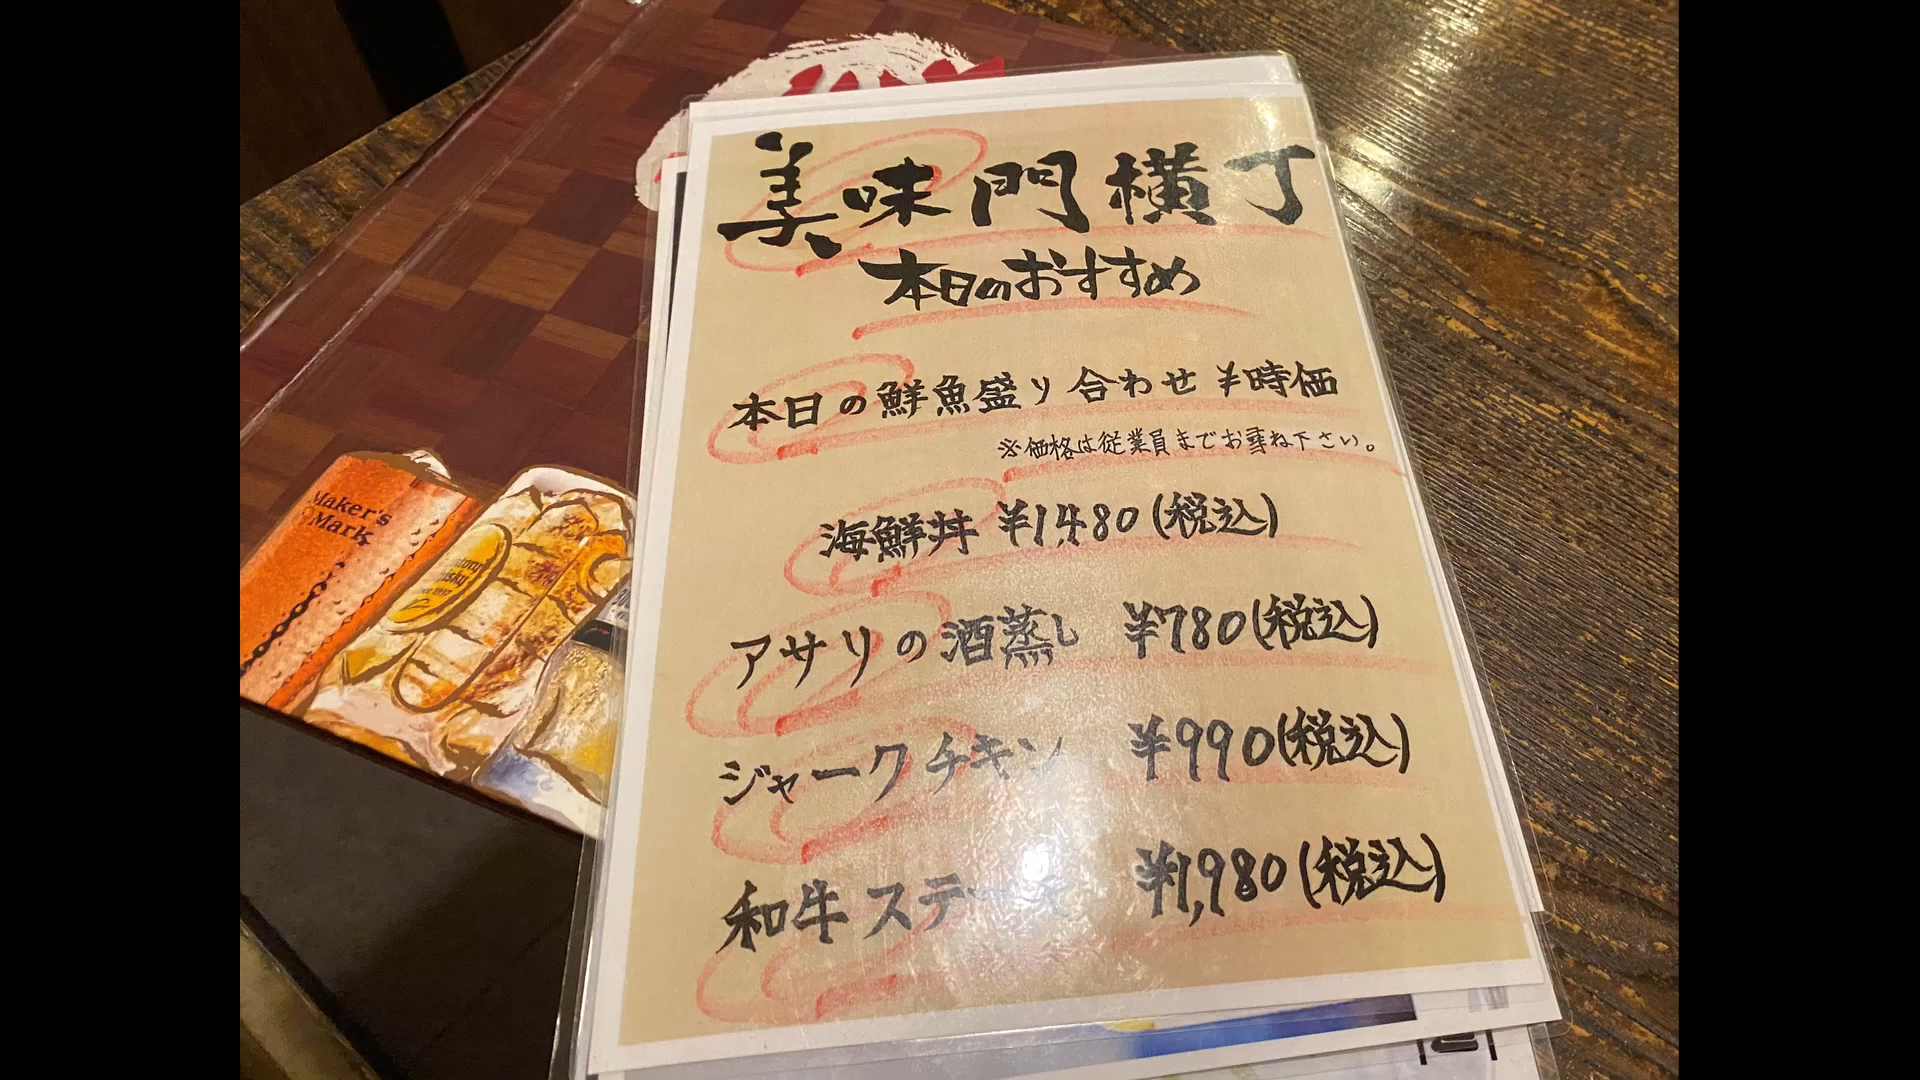 美味門横丁
本日のおすすめ
本日の鮮魚盛り合わせ ¥時価
※価格は従業員までお尋ね下さい。
海鮮丼 ¥1,480(税込)
アサリの酒蒸し ¥780(税込)
ジャークチキン ¥990(税込)
和牛ステーキ ¥1,980(税込)
Maker's
Mark